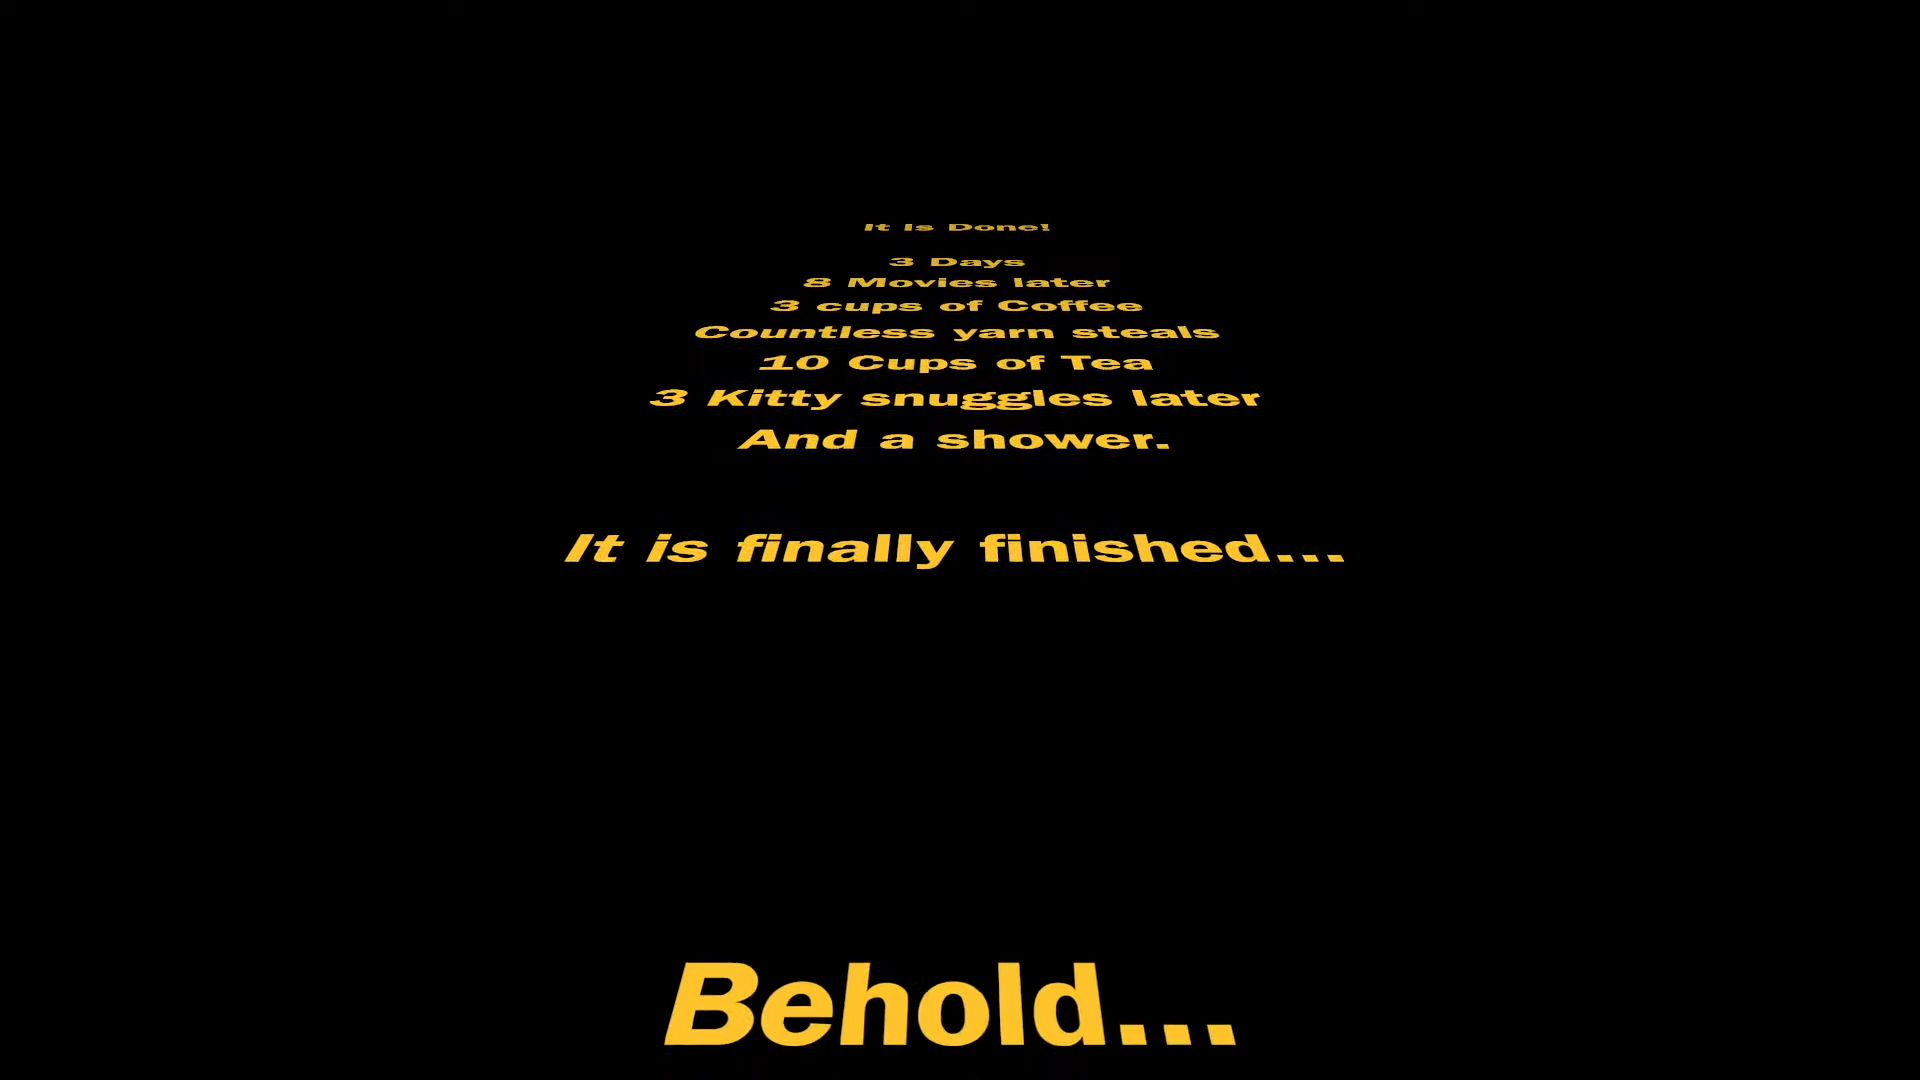 It Is Done!
3 Days
8 Movies later
3 cups of Coffee
Countless yarn steals
10 Cups of Tea
3 Kitty snuggles later
And a shower.
It is finally finished...
Behold...